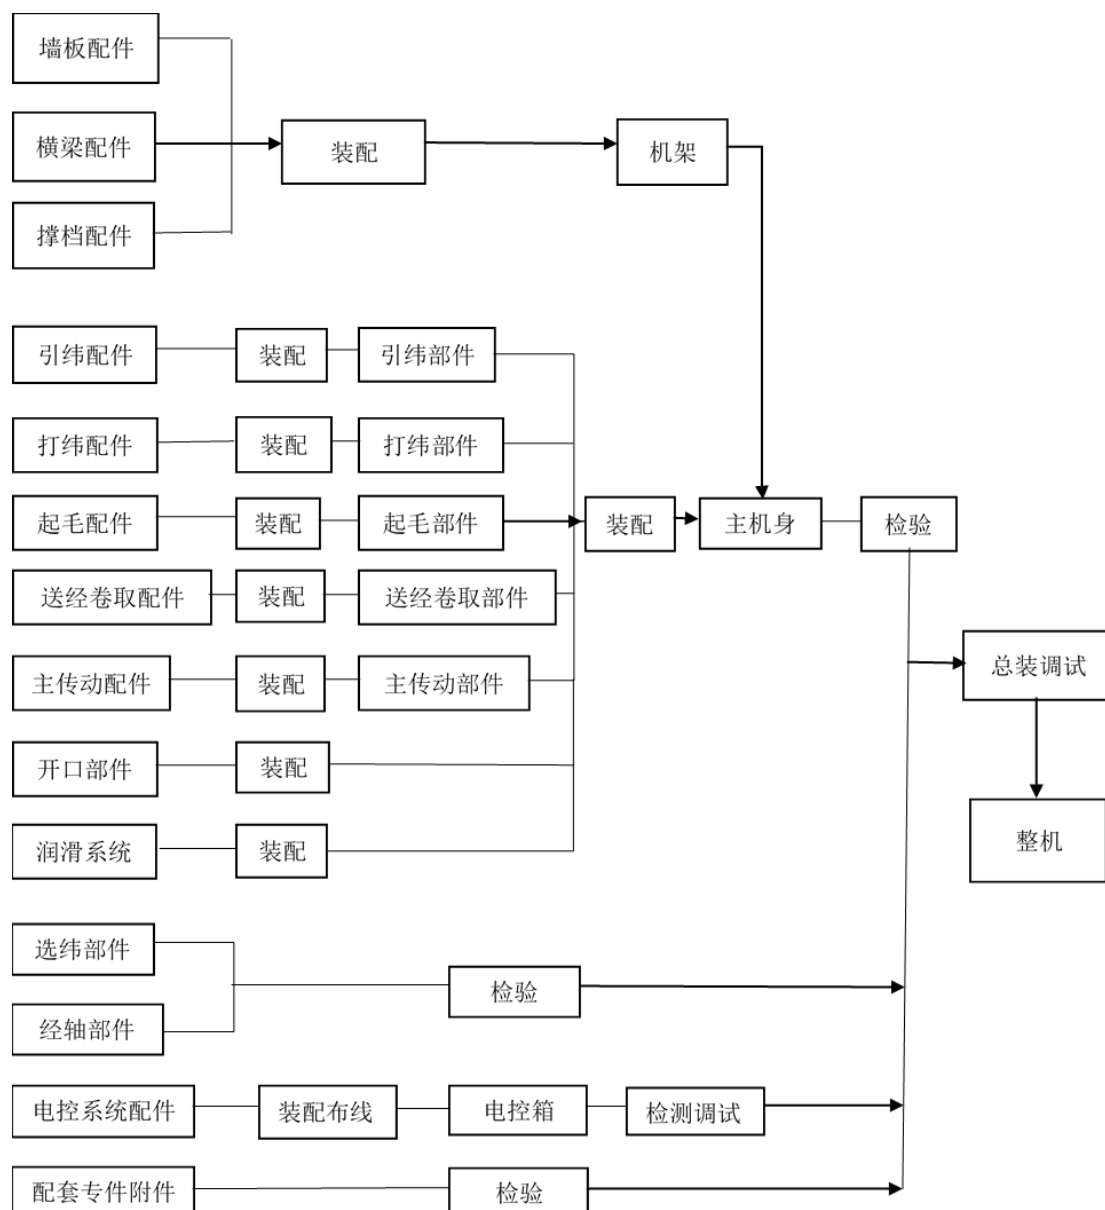 墙板配件
横梁配件
装配
机架
撑档配件
引纬配件
装配
引纬部件
打纬配件
装配
打纬部件
起毛配件
装配
起毛部件
装配
主机身
检验
送经卷取配件
装配
送经卷取部件
主传动配件
装配
主传动部件
总装调试
开口部件
装配
润滑系统
装配
整机
选纬部件
检验
经轴部件
电控系统配件
装配布线
电控箱
检测调试
配套专件附件
检验